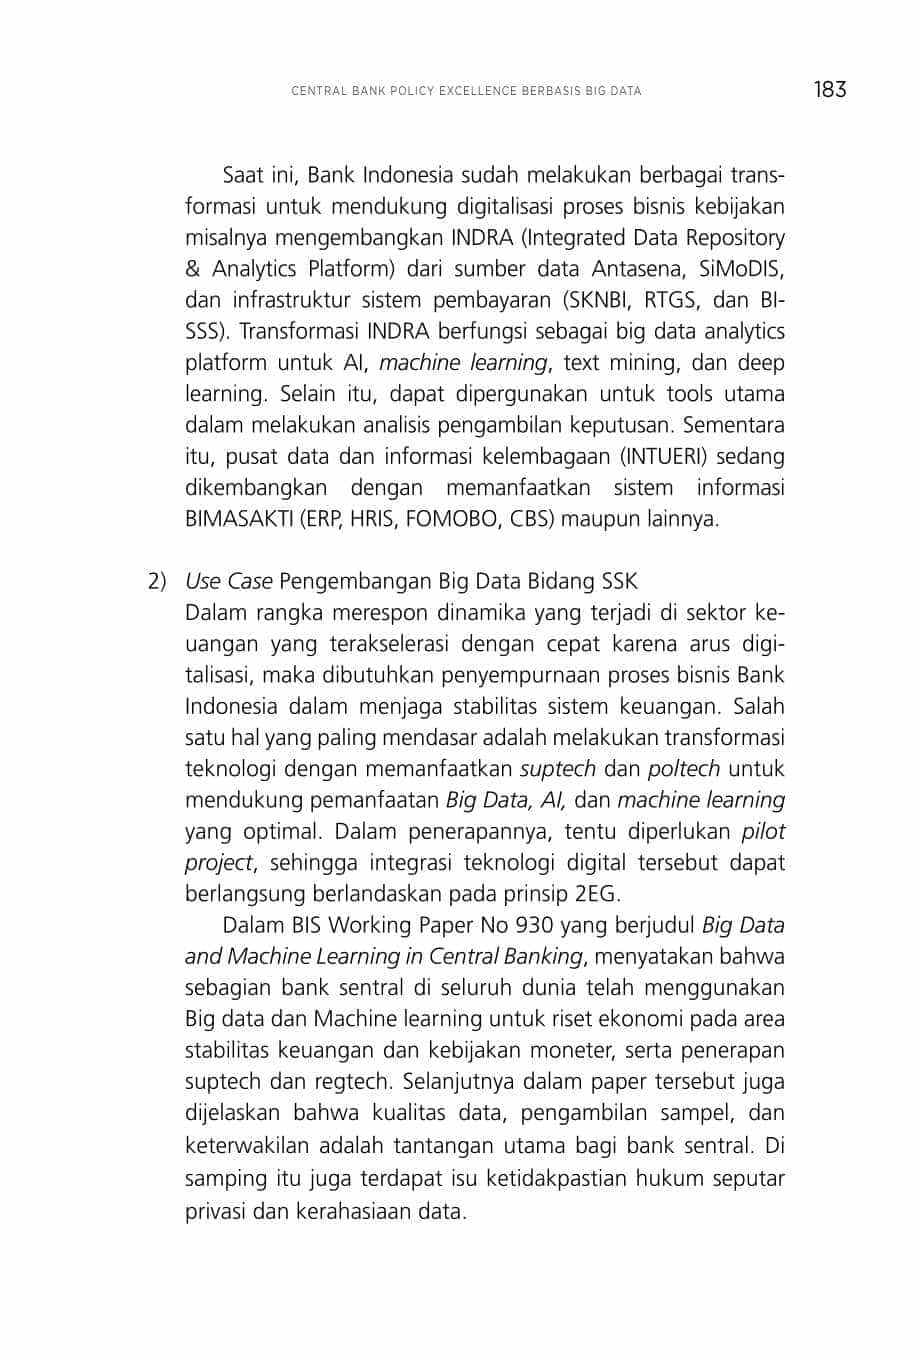 CENTRAL BANK POLICY EXCELLENCE BERBASIS BIG DATA
183
Saat ini, Bank Indonesia sudah melakukan berbagai trans-
formasi untuk mendukung digitalisasi proses bisnis kebijakan
misalnya mengembangkan INDRA (Integrated Data Repository
& Analytics Platform) dari sumber data Antasena, SiMoDIS,
dan infrastruktur sistem pembayaran (SKNBI, RTGS, dan BI-
SSS). Transformasi INDRA berfungsi sebagai big data analytics
platform untuk AI, machine learning, text mining, dan deep
learning. Selain itu, dapat dipergunakan untuk tools utama
dalam melakukan analisis pengambilan keputusan. Sementara
itu, pusat data dan informasi kelembagaan (INTUERI) sedang
dikembangkan dengan memanfaatkan sistem informasi
BIMASAKTI (ERP, HRIS, FOMOBO, CBS) maupun lainnya.
2) Use Case Pengembangan Big Data Bidang SSK
Dalam rangka merespon dinamika yang terjadi di sektor ke-
uangan yang terakselerasi dengan cepat karena arus digi-
talisasi, maka dibutuhkan penyempurnaan proses bisnis Bank
Indonesia dalam menjaga stabilitas sistem keuangan. Salah
satu hal yang paling mendasar adalah melakukan transformasi
teknologi dengan memanfaatkan suptech dan poltech untuk
mendukung pemanfaatan Big Data, AI, dan machine learning
yang optimal. Dalam penerapannya, tentu diperlukan pilot
project, sehingga integrasi teknologi digital tersebut dapat
berlangsung berlandaskan pada prinsip 2EG.
Dalam BIS Working Paper No 930 yang berjudul Big Data
and Machine Learning in Central Banking, menyatakan bahwa
sebagian bank sentral di seluruh dunia telah menggunakan
Big data dan Machine learning untuk riset ekonomi pada area
stabilitas keuangan dan kebijakan moneter, serta penerapan
suptech dan regtech. Selanjutnya dalam paper tersebut juga
dijelaskan bahwa kualitas data, pengambilan sampel, dan
keterwakilan adalah tantangan utama bagi bank sentral. Di
samping itu juga terdapat isu ketidakpastian hukum seputar
privasi dan kerahasiaan data.